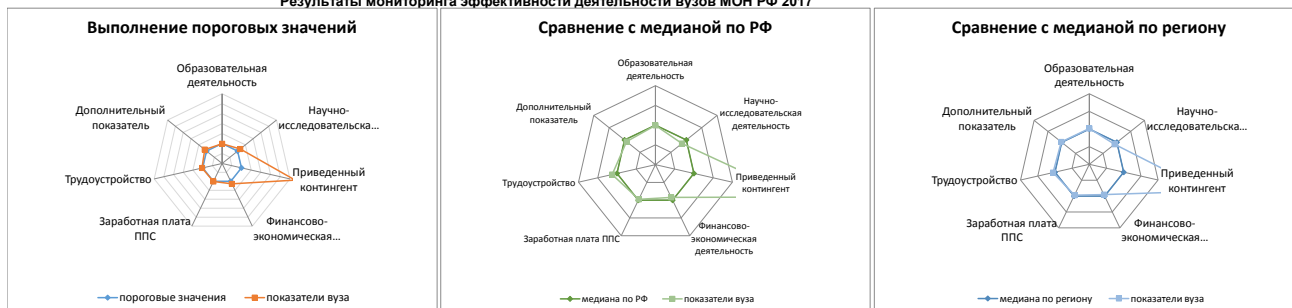 Результаты мониторинга эффективности деятельности вузов МОН РФ 2017
Выполнение пороговых значений
Образовательная
деятельность
Научно-
исследовательска...
Приведенный
контингент
Финансово-
экономическая...
Заработная плата
ППС
Трудоустройство
Дополнительный
показатель
пороговые значения
показатели вуза
Сравнение с медианой по РФ
Образовательная
деятельность
Научно-
исследовательская
деятельность
Приведенный
контингент
Финансово-
экономическая
деятельность
Заработная плата ППС
Трудоустройство
Дополнительный
показатель
медиана по РФ
показатели вуза
Сравнение с медианой по региону
Образовательная
деятельность
Научно-
исследовательска...
Приведенный
контингент
Финансово-
экономическая...
Заработная плата
ППС
Трудоустройство
Дополнительный
показатель
медиана по региону
показатели вуза